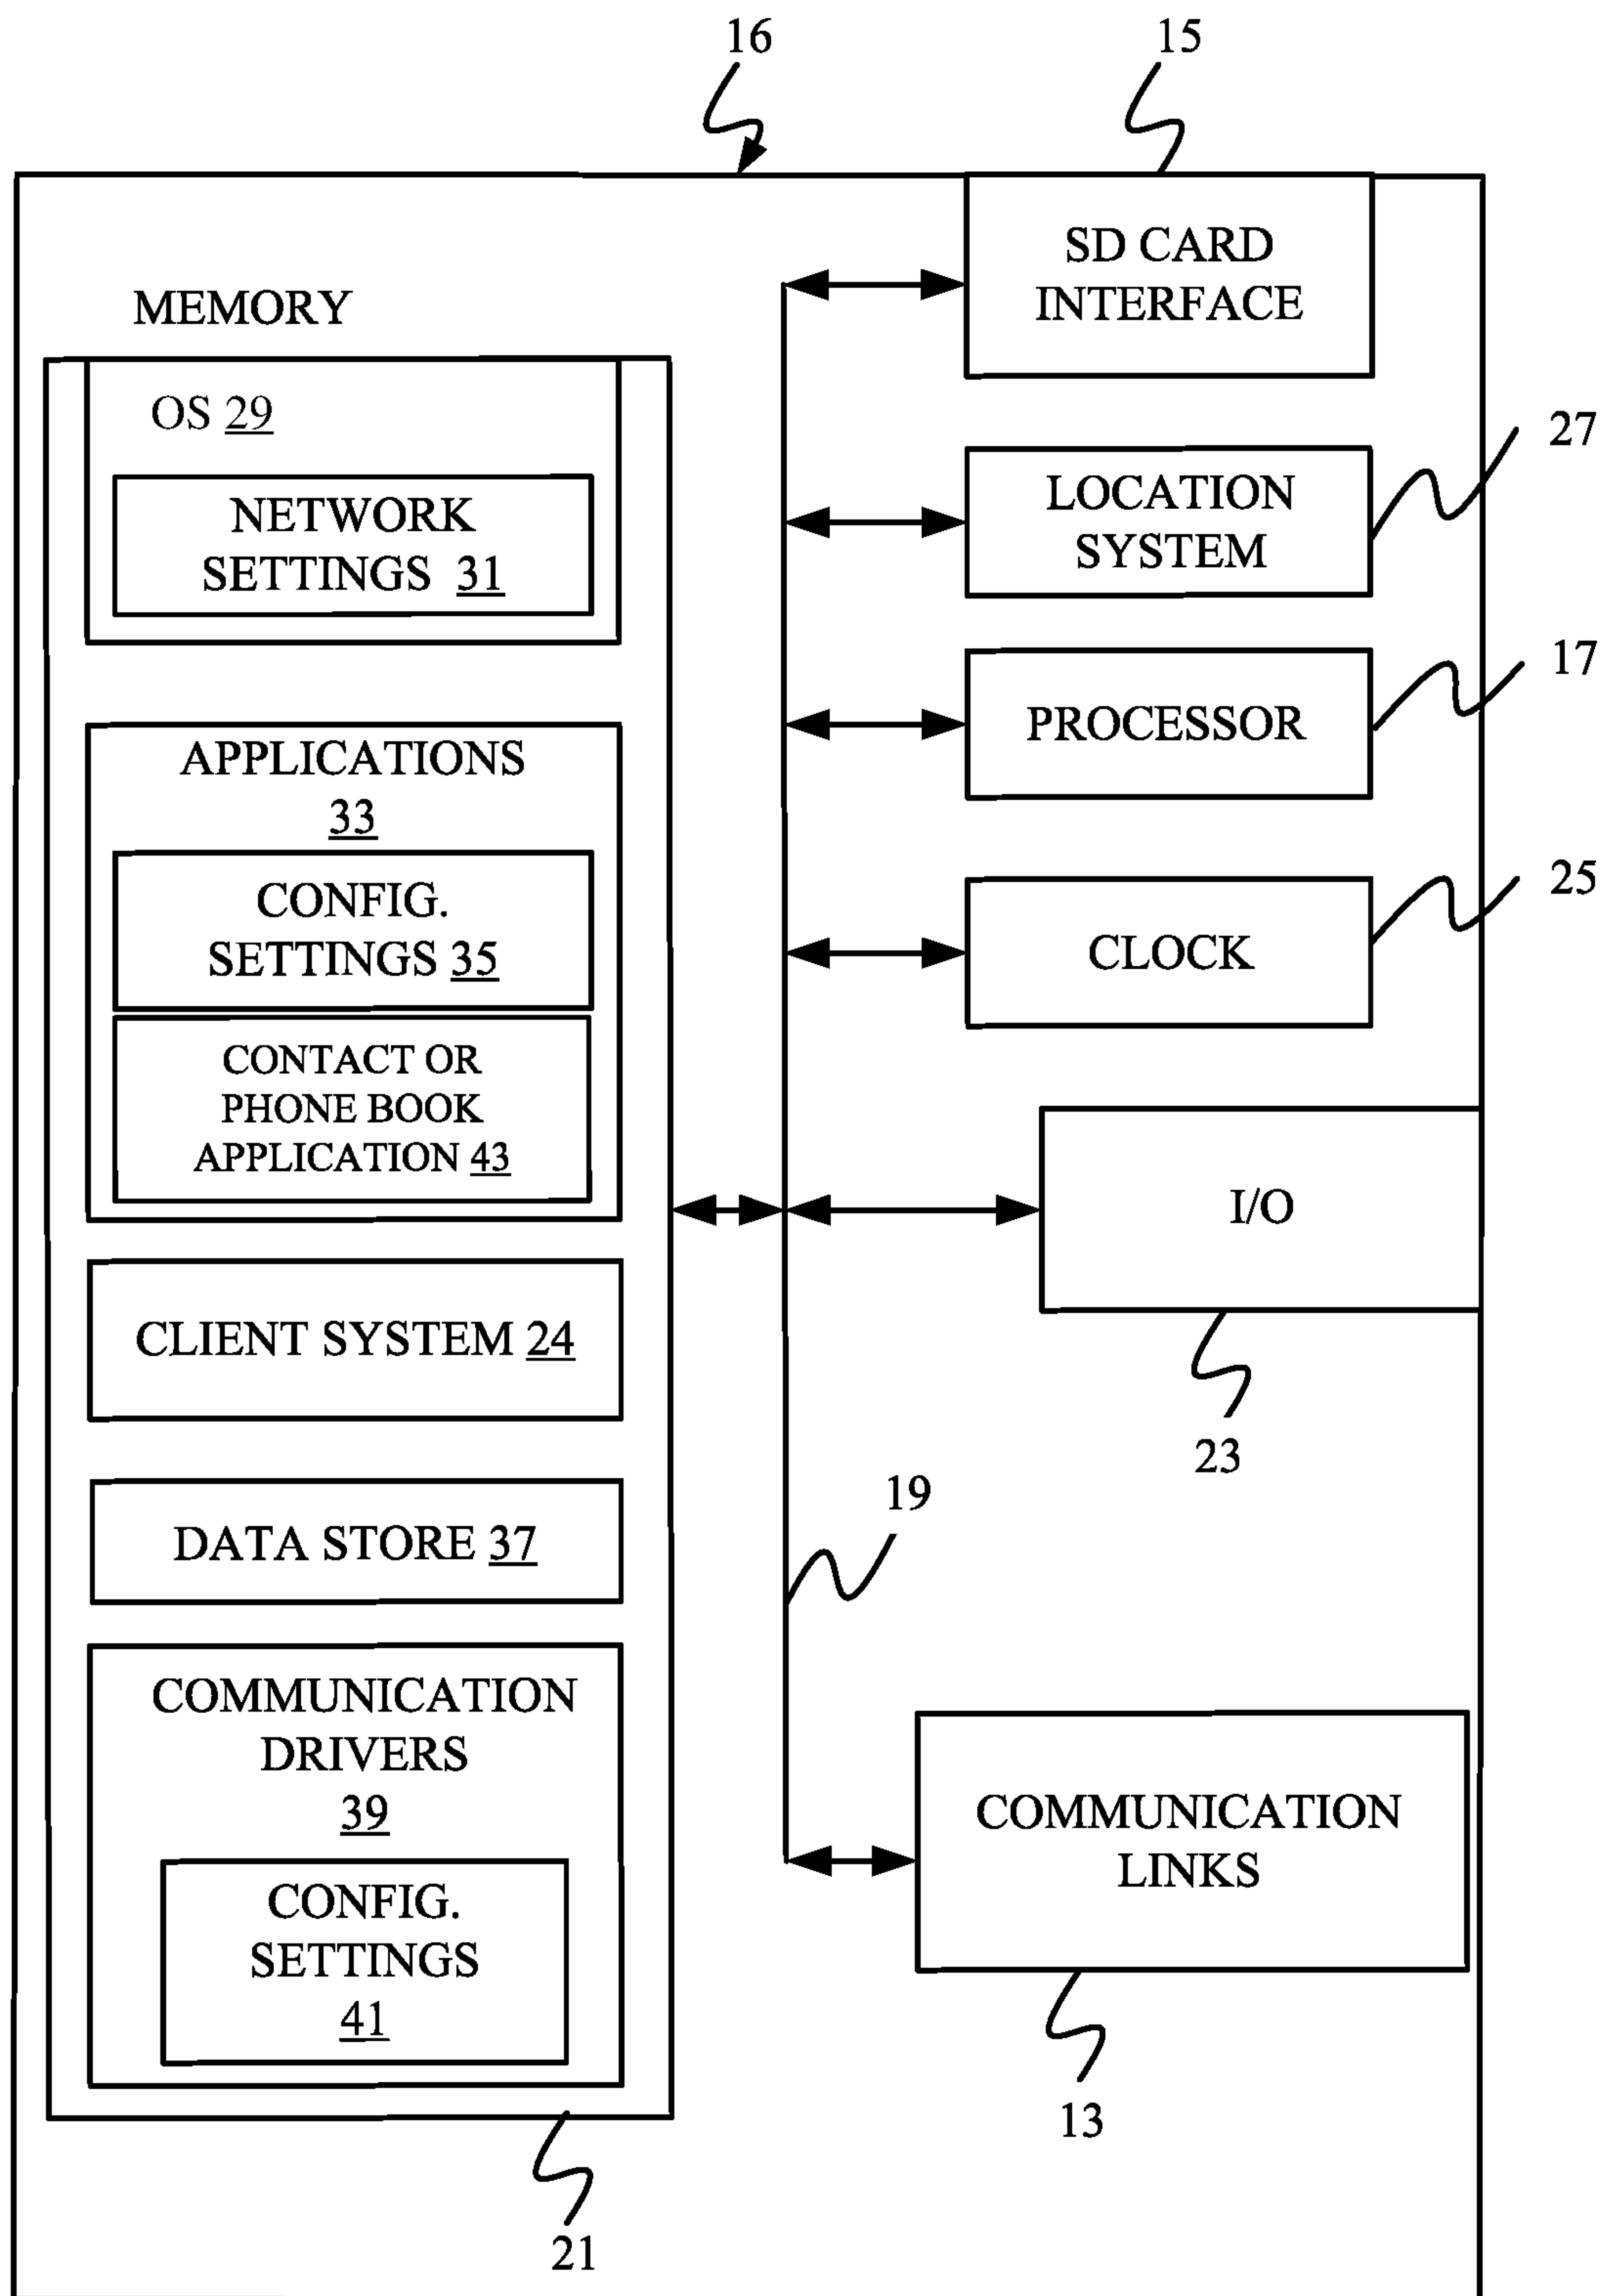 16
15
SD CARD
INTERFACE
MEMORY
OS 29
NETWORK
SETTINGS 31
LOCATION
SYSTEM
27
PROCESSOR
17
APPLICATIONS
33
CONFIG.
SETTINGS 35
CONTACT OR
PHONE BOOK
APPLICATION 43
CLOCK
25
I/O
23
CLIENT SYSTEM 24
DATA STORE 37
19
COMMUNICATION
DRIVERS
39
CONFIG.
SETTINGS
41
COMMUNICATION
LINKS
13
21